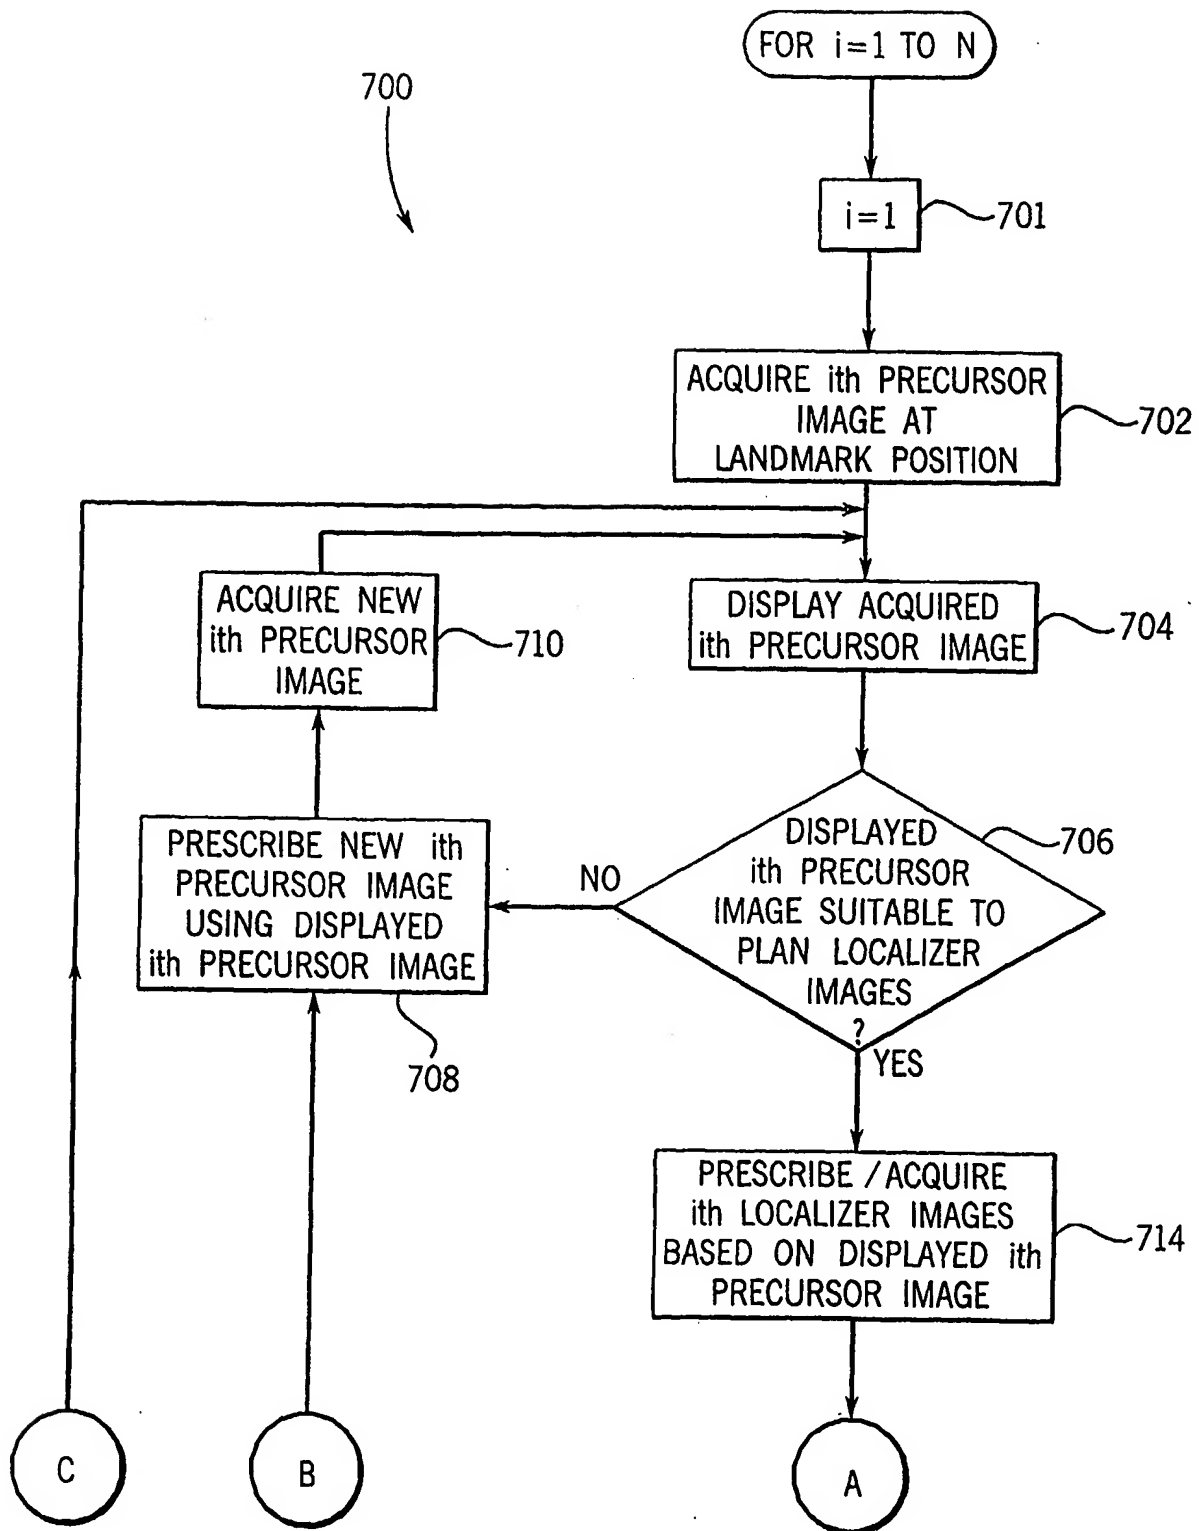 FOR i=1 TO N
700
i=1
701
ACQUIRE ith PRECURSOR
IMAGE AT
LANDMARK POSITION
702
ACQUIRE NEW
ith PRECURSOR
IMAGE
710
DISPLAY ACQUIRED
ith PRECURSOR IMAGE
704
PRESCRIBE NEW ith
PRECURSOR IMAGE
USING DISPLAYED
ith PRECURSOR IMAGE
708
NO
DISPLAYED
ith PRECURSOR
IMAGE SUITABLE TO
PLAN LOCALIZER
IMAGES
?
706
YES
PRESCRIBE / ACQUIRE
ith LOCALIZER IMAGES
BASED ON DISPLAYED ith
PRECURSOR IMAGE
714
C
B
A